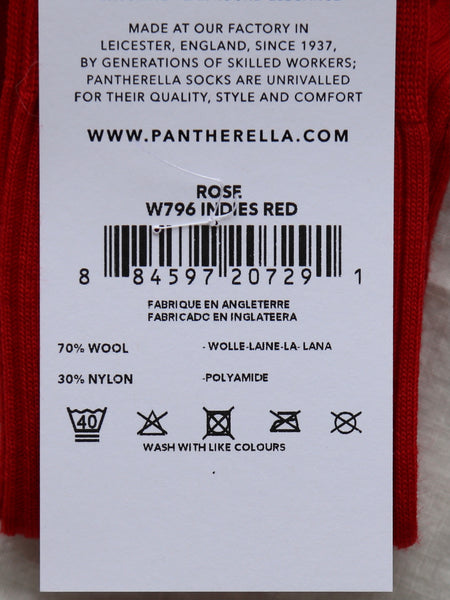 MADE AT OUR FACTORY IN
LEICESTER, ENGLAND, SINCE 1937,
BY GENERATIONS OF SKILLED WORKERS;
PANTHERELLA SOCKS ARE UNRIVALLED
FOR THEIR QUALITY, STYLE AND COMFORT
WWW.PANTHERELLA.COM
ROSE
W796 INDIES RED
8 84597 20729 1
FABRIQUE EN ANGLETERRE
FABRICADO EN INGLATEERA
70% WOOL - WOLLE-LAINE-LA- LANA
30% NYLON -POLYAMIDE
40
WASH WITH LIKE COLOURS